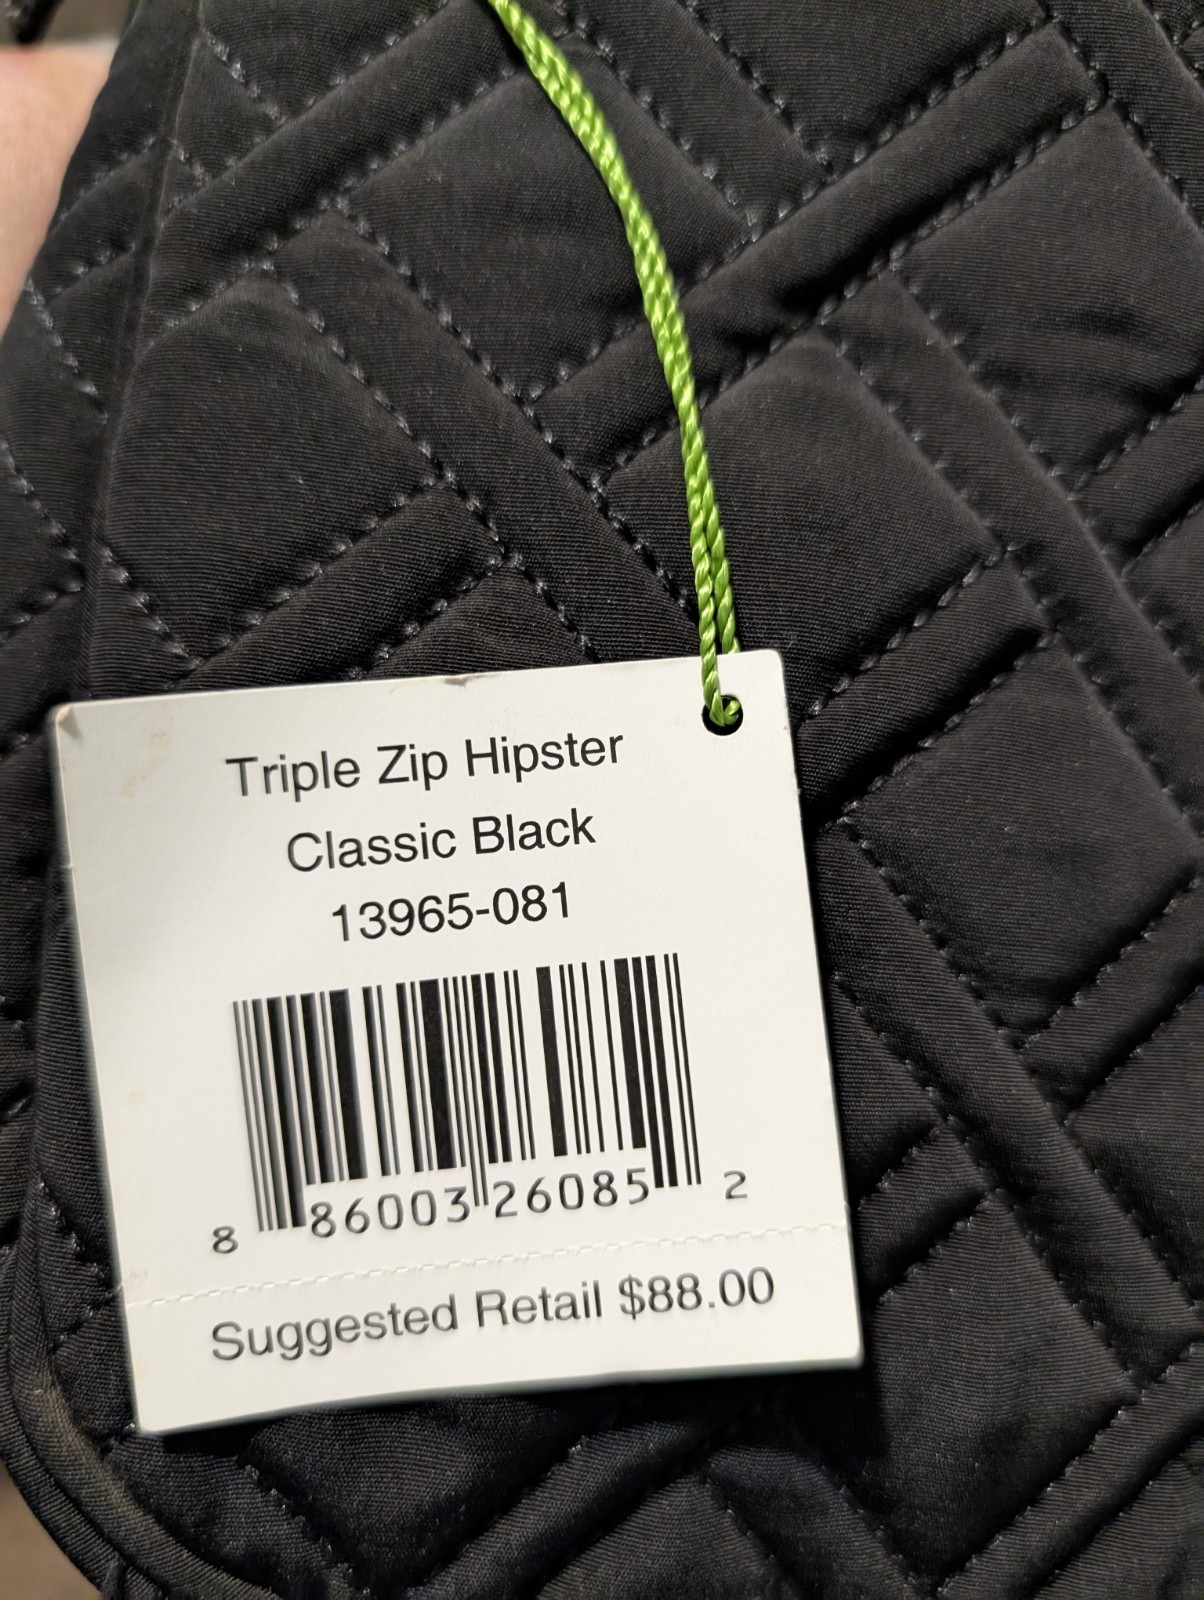 Triple Zip Hipster
Classic Black
13965-081
8 86003 26085 2
Suggested Retail $88.00